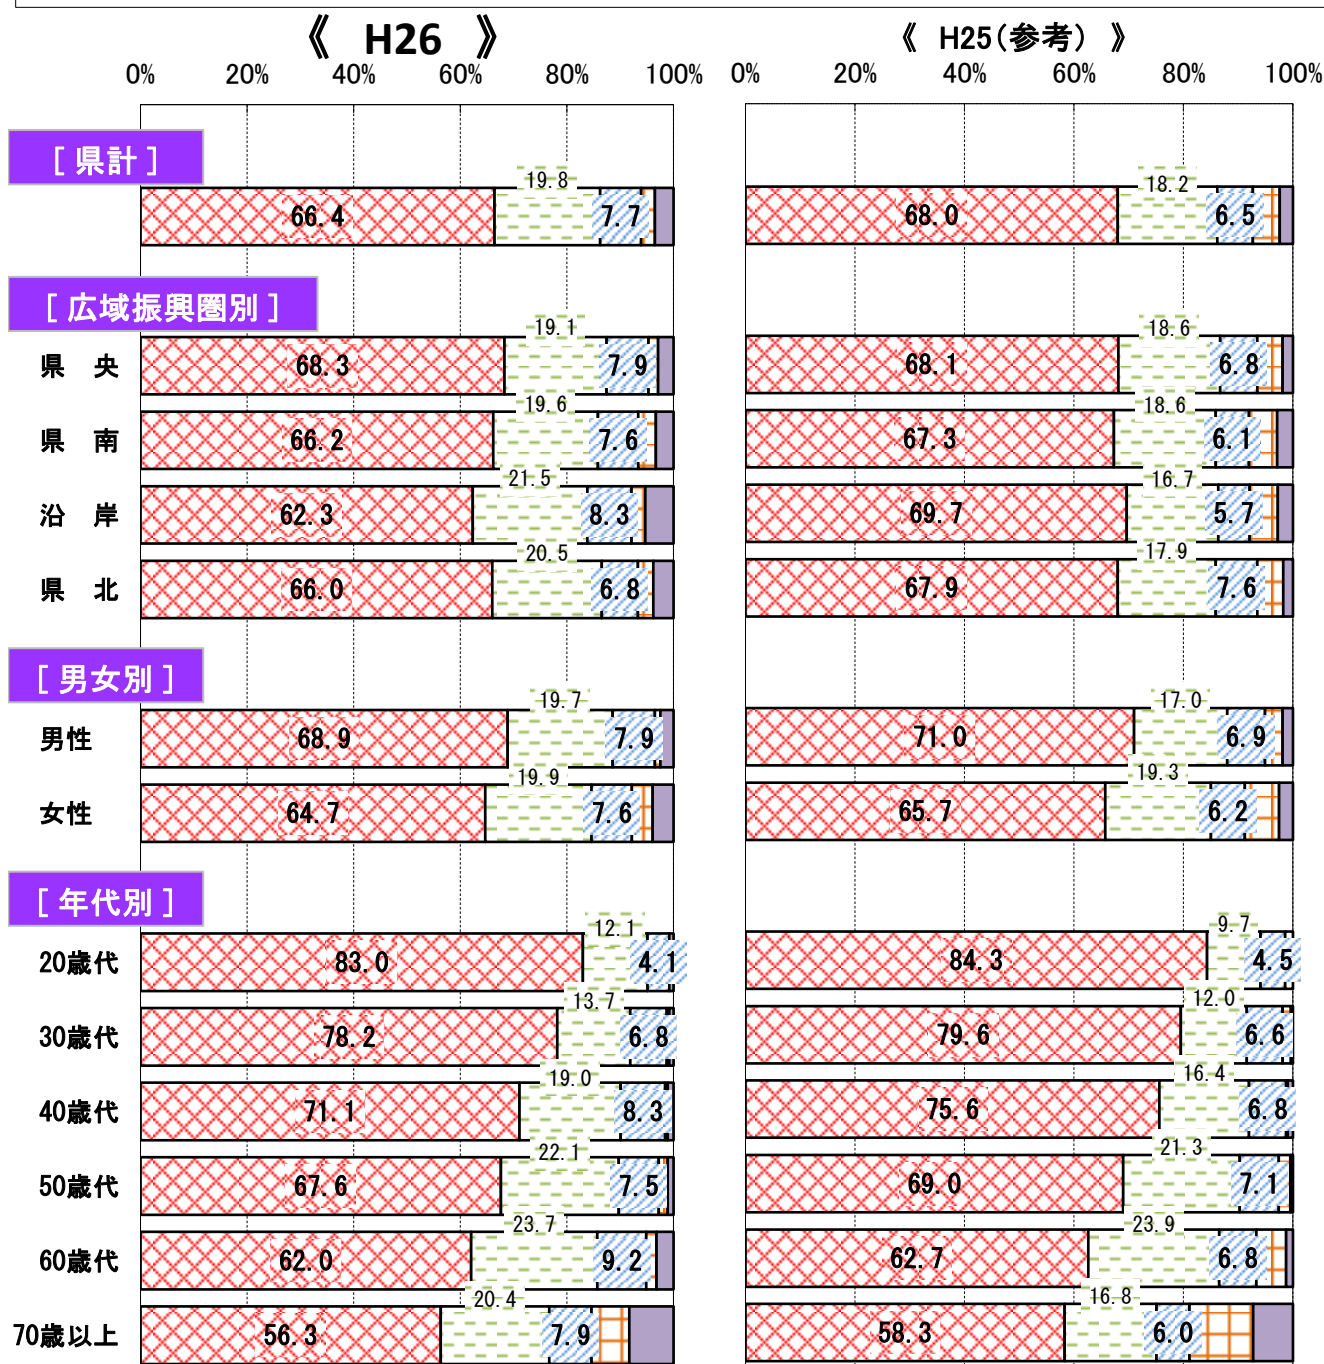 《 H26 》 《 H25(参考) 》
0% 20% 40% 60% 80% 100% 0% 20% 40% 60% 80% 100%
[ 県計 ]
19.8 18.2
66.4 7.7 68.0 6.5
[ 広域振興圏別 ]
19.1 18.6
県 央 68.3 7.9 68.1 6.8
19.6 18.6
県 南 66.2 7.6 67.3 6.1
21.5 16.7
沿 岸 62.3 8.3 69.7 5.7
20.5 17.9
県 北 66.0 6.8 67.9 7.6
[ 男女別 ]
19.7 17.0
男性 68.9 7.9 71.0 6.9
19.9 19.3
女性 64.7 7.6 65.7 6.2
[ 年代別 ]
12.1 9.7
20歳代 83.0 4.1 84.3 4.5
13.7 12.0
30歳代 78.2 6.8 79.6 6.6
19.0 16.4
40歳代 71.1 8.3 75.6 6.8
22.1 21.3
50歳代 67.6 7.5 69.0 7.1
23.7 23.9
60歳代 62.0 9.2 62.7 6.8
20.4 16.8
70歳以上 56.3 7.9 58.3 6.0